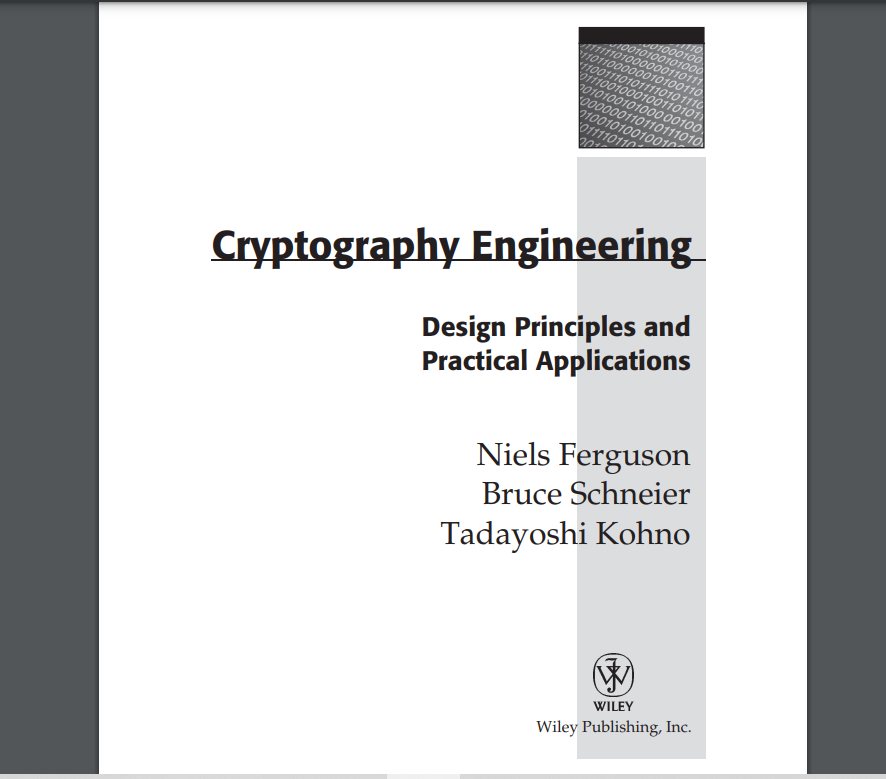 Cryptography Engineering
Design Principles and
Practical Applications
Niels Ferguson
Bruce Schneier
Tadayoshi Kohno
WILEY
Wiley Publishing, Inc.